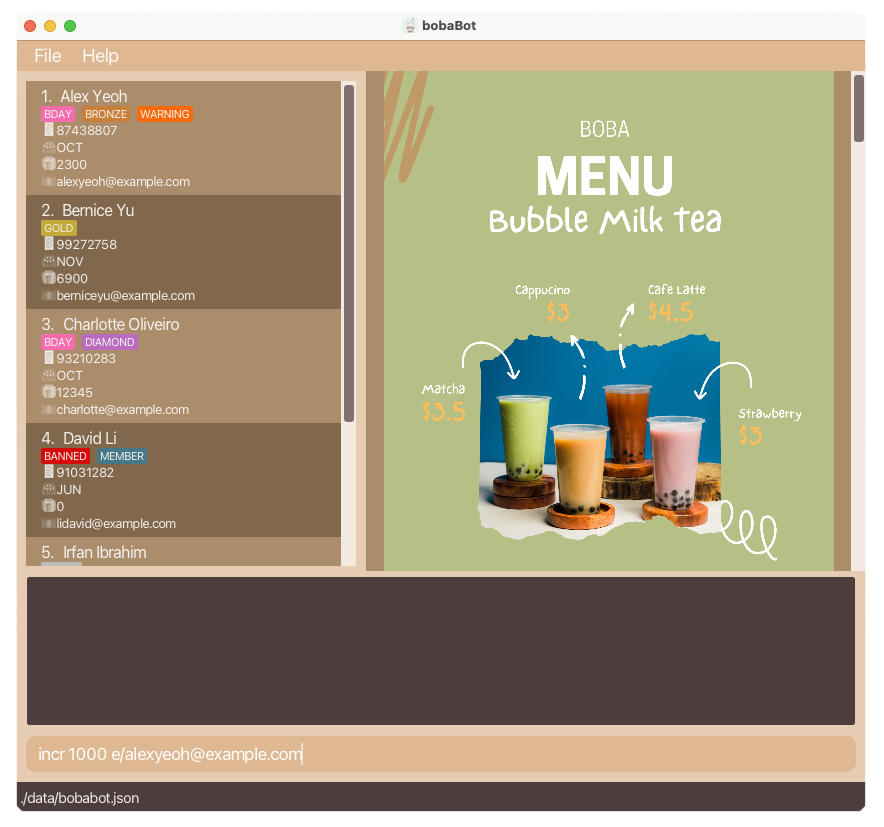 bobaBot
File Help
1. Alex Yeoh
BDAY BRONZE WARNING
87438807
OCT
2300
alexyeoh@example.com
2. Bernice Yu
GOLD
99272758
NOV
6900
berniceyu@example.com
3. Charlotte Oliveiro
BDAY DIAMOND
93210283
OCT
12345
charlotte@example.com
4. David Li
BANNED MEMBER
91031282
JUN
0
lidavid@example.com
5. Irfan Ibrahim
BOBA
MENU
Bubble Milk Tea
Cappucino
$3
Cafe Latte
$4.5
Matcha
$3.5
Strawberry
$3
incr 1000 e/alexyeoh@example.com
./data/bobabot.json